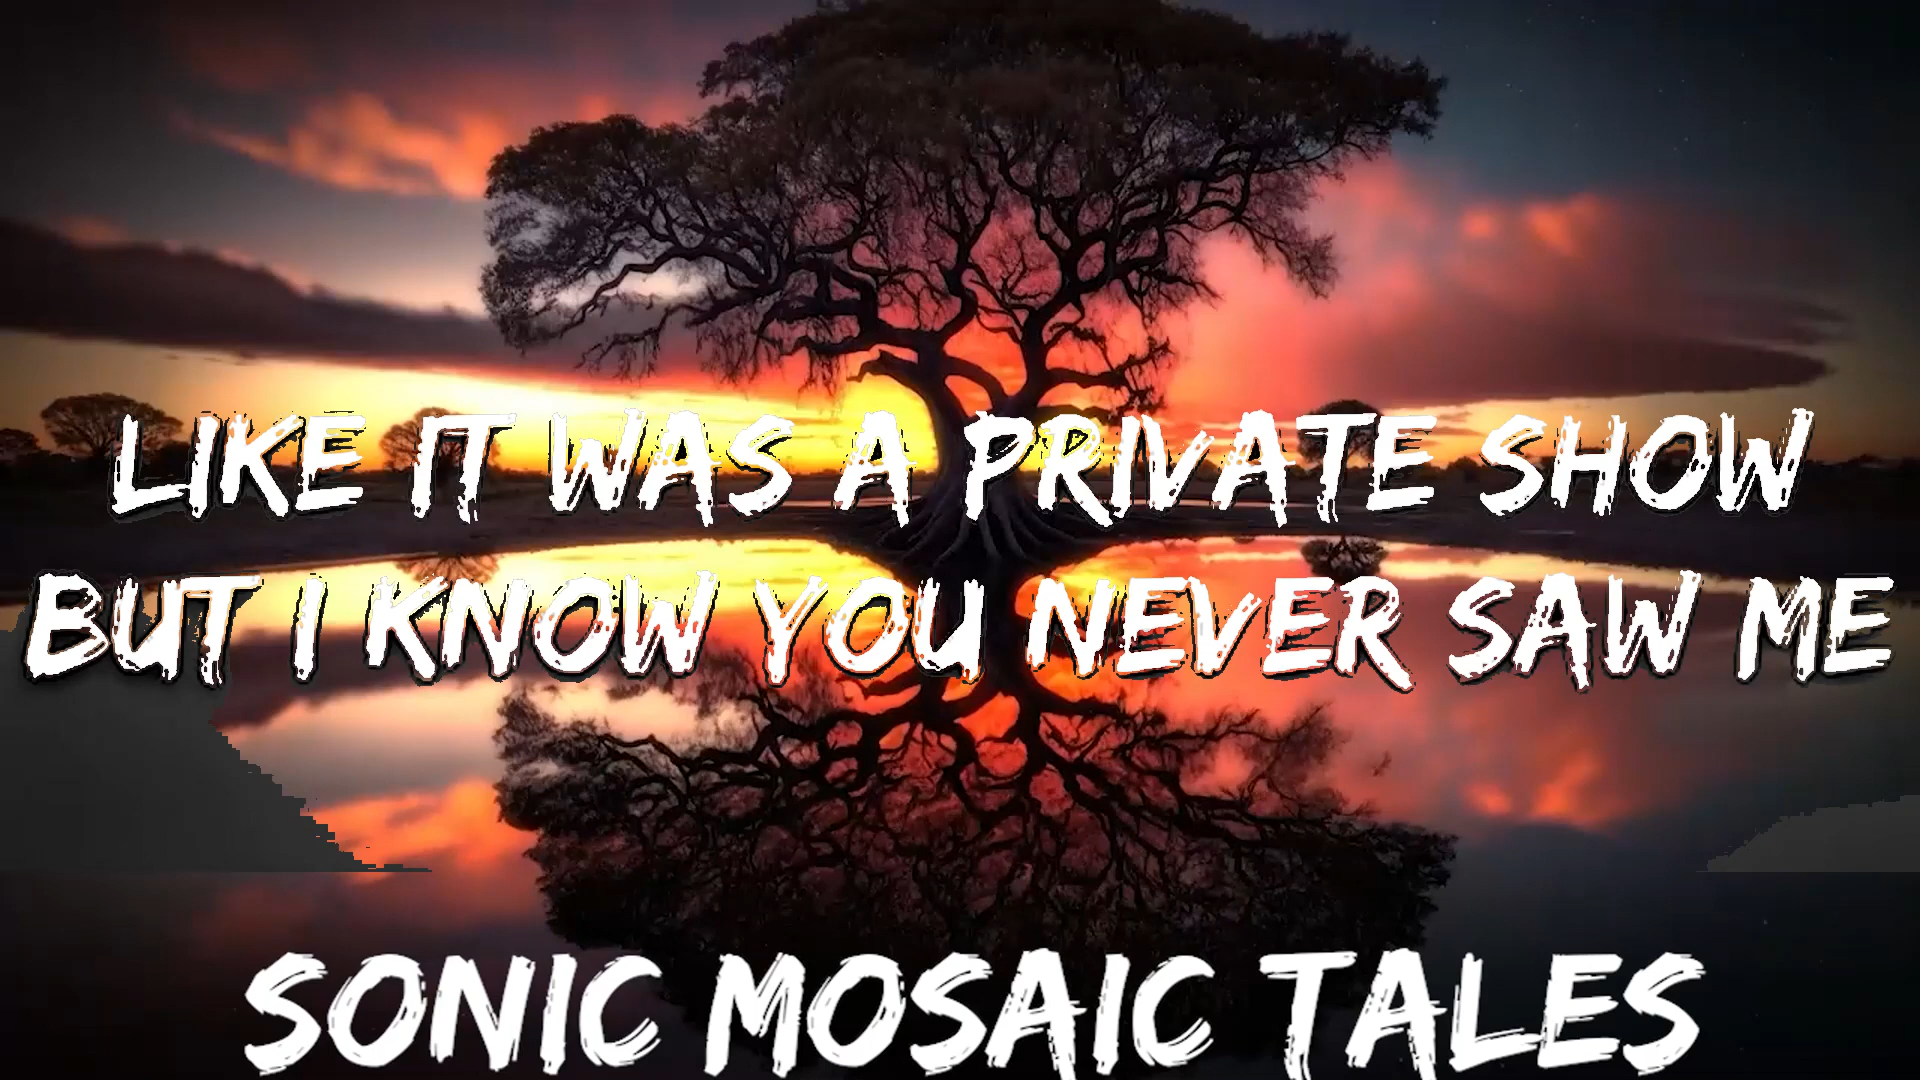 LIKE IT WAS A PRIVATE SHOW
BUT I KNOW YOU NEVER SAW ME
SONIC MOSAIC TALES